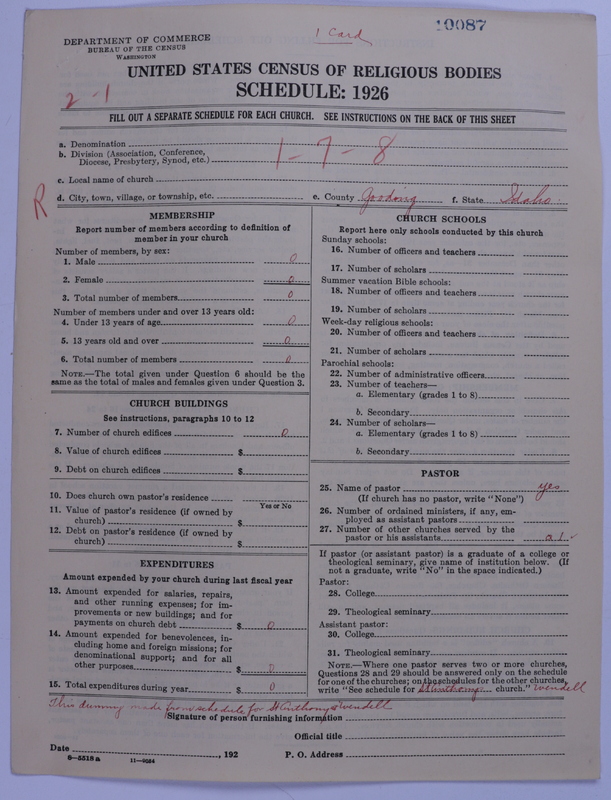 1 Card
10087
DEPARTMENT OF COMMERCE
BUREAU OF THE CENSUS
WASHINGTON
UNITED STATES CENSUS OF RELIGIOUS BODIES
SCHEDULE: 1926
2-1
FILL OUT A SEPARATE SCHEDULE FOR EACH CHURCH. SEE INSTRUCTIONS ON THE BACK OF THIS SHEET
a. Denomination
b. Division (Association, Conference,
Diocese, Presbytery, Synod, etc.) 1-7-8
c. Local name of church
R
d. City, town, village, or township, etc. e. County Gooding f. State Idaho
MEMBERSHIP
Report number of members according to definition of
member in your church
Number of members, by sex:
1. Male 0
2. Female 0
3. Total number of members 0
Number of members under and over 13 years old:
4. Under 13 years of age 0
5. 13 years old and over 0
6. Total number of members 0
NOTE.—The total given under Question 6 should be the
same as the total of males and females given under Question 3.
CHURCH BUILDINGS
See instructions, paragraphs 10 to 12
7. Number of church edifices 0
8. Value of church edifices $
9. Debt on church edifices $
10. Does church own pastor's residence
Yes or No
11. Value of pastor's residence (if owned by
church) $
12. Debt on pastor's residence (if owned by
church) $
EXPENDITURES
Amount expended by your church during last fiscal year
13. Amount expended for salaries, repairs,
and other running expenses; for im-
provements or new buildings; and for
payments on church debt $ 0
14. Amount expended for benevolences, in-
cluding home and foreign missions; for
denominational support; and for all
other purposes $ 0
15. Total expenditures during year $ 0
CHURCH SCHOOLS
Report here only schools conducted by this church
Sunday schools:
16. Number of officers and teachers
17. Number of scholars
Summer vacation Bible schools:
18. Number of officers and teachers
19. Number of scholars
Week-day religious schools:
20. Number of officers and teachers
21. Number of scholars
Parochial schools:
22. Number of administrative officers
23. Number of teachers—
a. Elementary (grades 1 to 8)
b. Secondary
24. Number of scholars—
a. Elementary (grades 1 to 8)
b. Secondary
PASTOR
25. Name of pastor yes
(If church has no pastor, write "None")
26. Number of ordained ministers, if any, em-
ployed as assistant pastors
27. Number of other churches served by the
pastor or his assistants a 1
If pastor (or assistant pastor) is a graduate of a college or
theological seminary, give name of institution below. (If
not a graduate, write "No" in the space indicated.)
Pastor:
28. College
29. Theological seminary
Assistant pastor:
30. College
31. Theological seminary
NOTE.—Where one pastor serves two or more churches,
Questions 28 and 29 should be answered only on the schedule
for one of the churches; on the schedules for the other churches,
write "See schedule for St Anthony church." Wendell
This dummy made from schedule for St Anthony's Wendell
Signature of person furnishing information
Official title
Date , 192 P. O. Address
8—5518a 11—9054